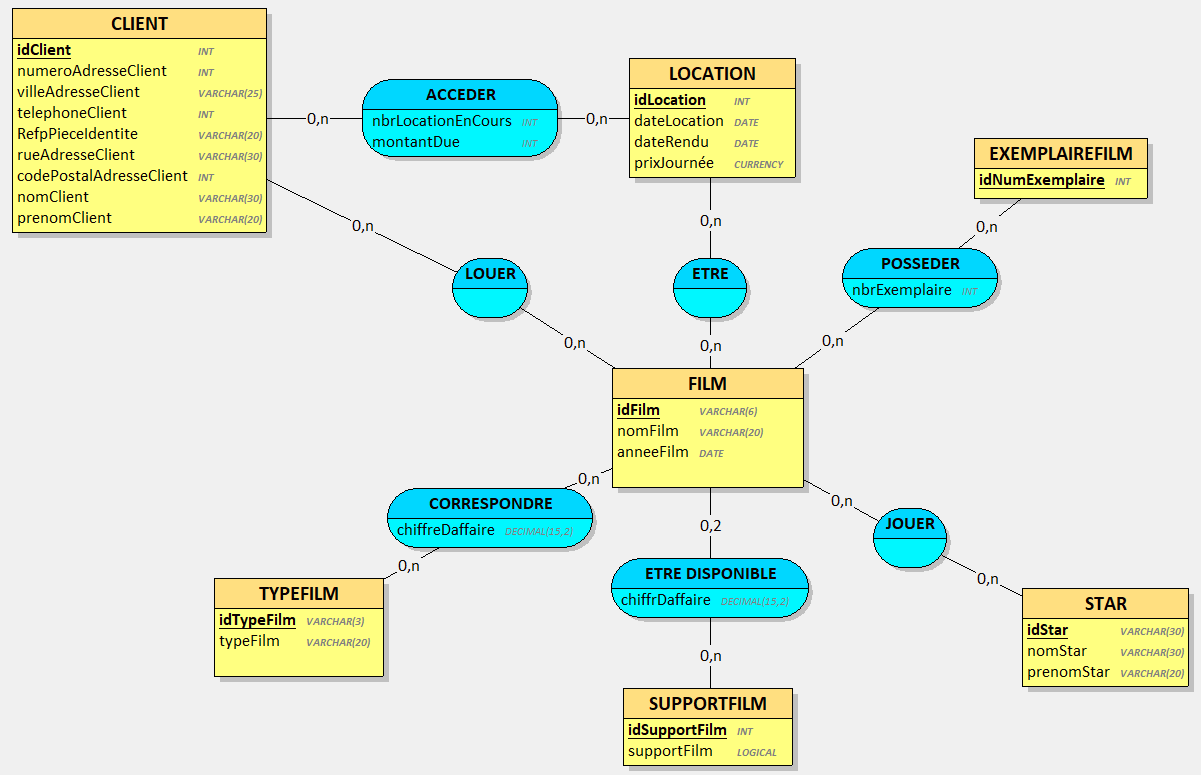 CLIENT
idClient INT
numeroAdresseClient INT
villeAdresseClient VARCHAR(25)
telephoneClient INT
RefpPieceIdentite VARCHAR(20)
rueAdresseClient VARCHAR(30)
codePostalAdresseClient INT
nomClient VARCHAR(30)
prenomClient VARCHAR(20)
0,n
ACCEDER
nbrLocationEnCours INT
montantDue INT
0,n
LOCATION
idLocation INT
dateLocation DATE
dateRendu DATE
prixJournée CURRENCY
EXEMPLAIREFILM
idNumExemplaire INT
0,n
LOUER
0,n
0,n
ETRE
0,n
0,n
POSSEDER
nbrExemplaire INT
0,n
FILM
idFilm VARCHAR(6)
nomFilm VARCHAR(20)
anneeFilm DATE
0,n
CORRESPONDRE
chiffreDaffaire DECIMAL(15,2)
0,n
TYPEFILM
idTypeFilm VARCHAR(3)
typeFilm VARCHAR(20)
0,2
ETRE DISPONIBLE
chiffrDaffaire DECIMAL(15,2)
0,n
SUPPORTFILM
idSupportFilm INT
supportFilm LOGICAL
0,n
JOUER
0,n
STAR
idStar VARCHAR(30)
nomStar VARCHAR(30)
prenomStar VARCHAR(20)